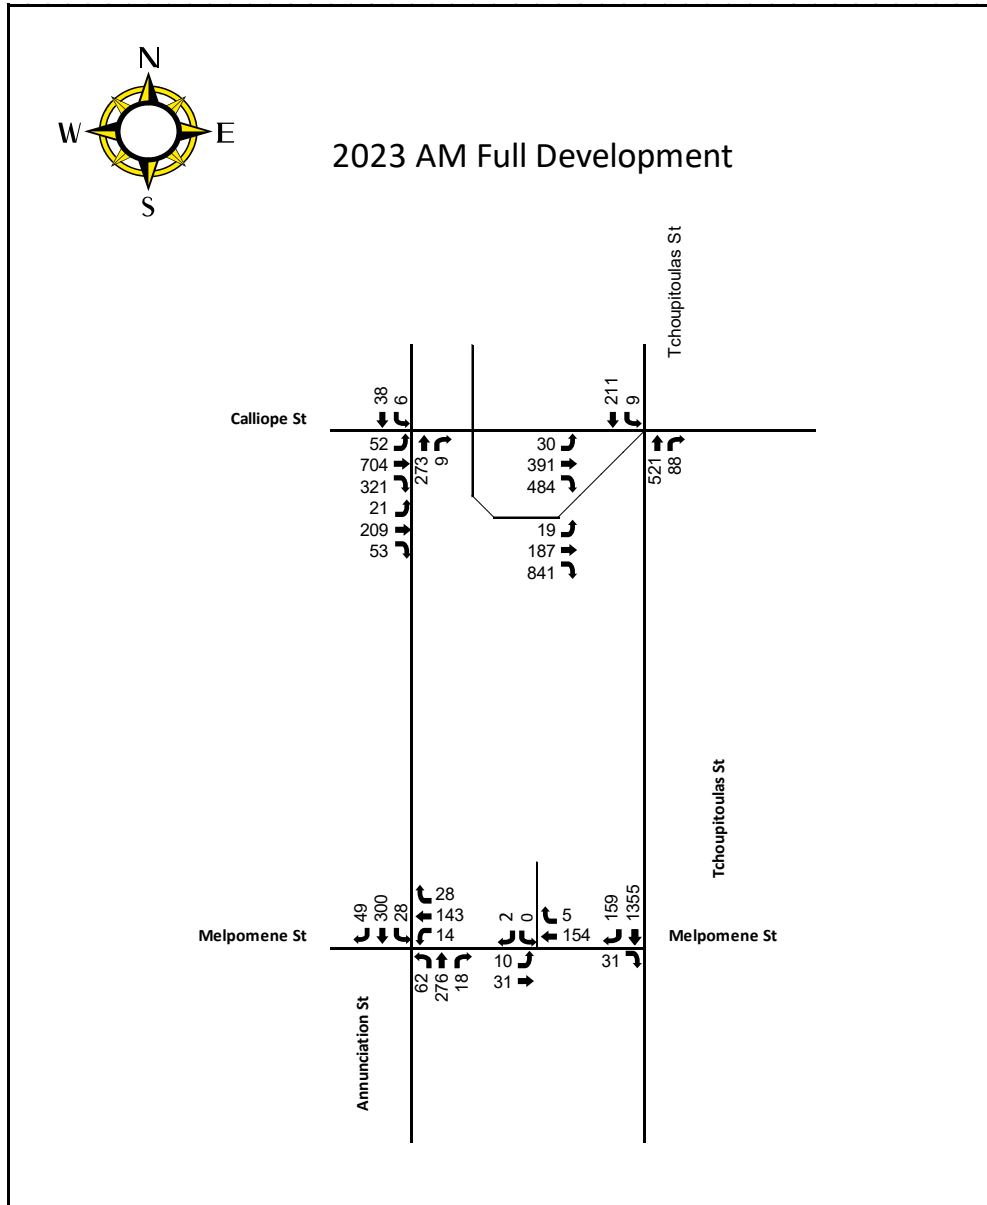 N
W E
S
2023 AM Full Development
Tchoupitoulas St
38 6 211 9
Calliope St
52 273 9 30 521 88
704 391
321 484
21 19
209 187
53 841
Tchoupitoulas St
49 300 28 28 2 0 5 159 1355
143 154
14
Melpomene St Melpomene St
62 276 18 10 31
31
Annunciation St